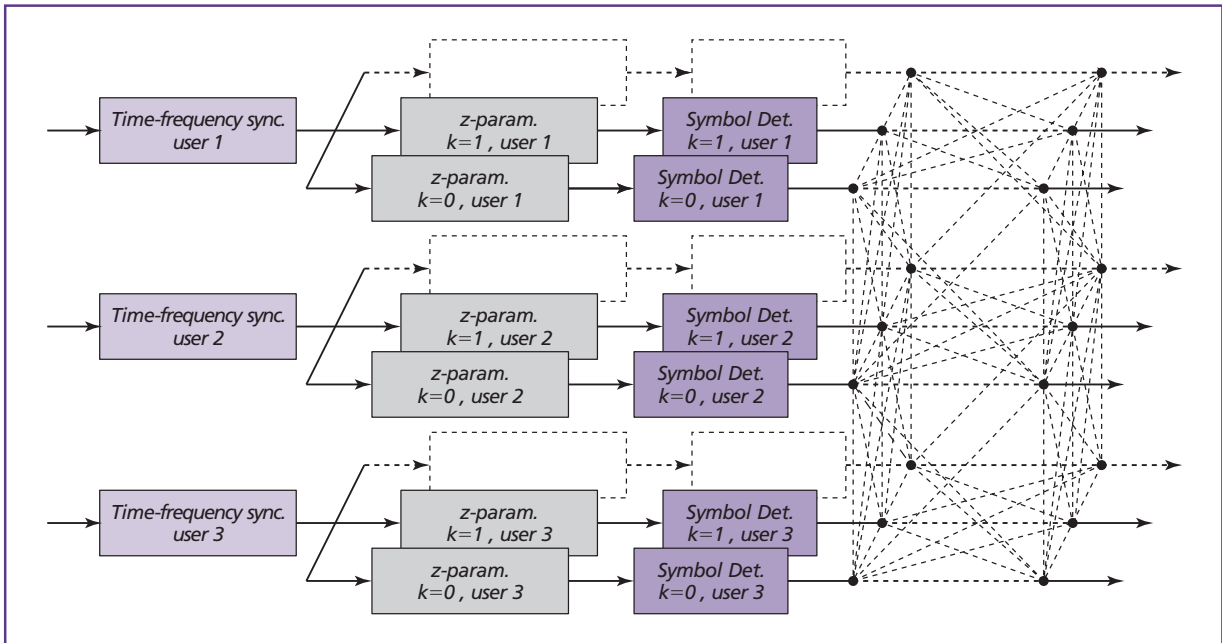 Time-frequency sync.
user 1
z-param.
k=1 , user 1
Symbol Det.
k=1 , user 1
z-param.
k=0 , user 1
Symbol Det.
k=0 , user 1
Time-frequency sync.
user 2
z-param.
k=1 , user 2
Symbol Det.
k=1 , user 2
z-param.
k=0 , user 2
Symbol Det.
k=0 , user 2
Time-frequency sync.
user 3
z-param.
k=1 , user 3
Symbol Det.
k=1 , user 3
z-param.
k=0 , user 3
Symbol Det.
k=0 , user 3